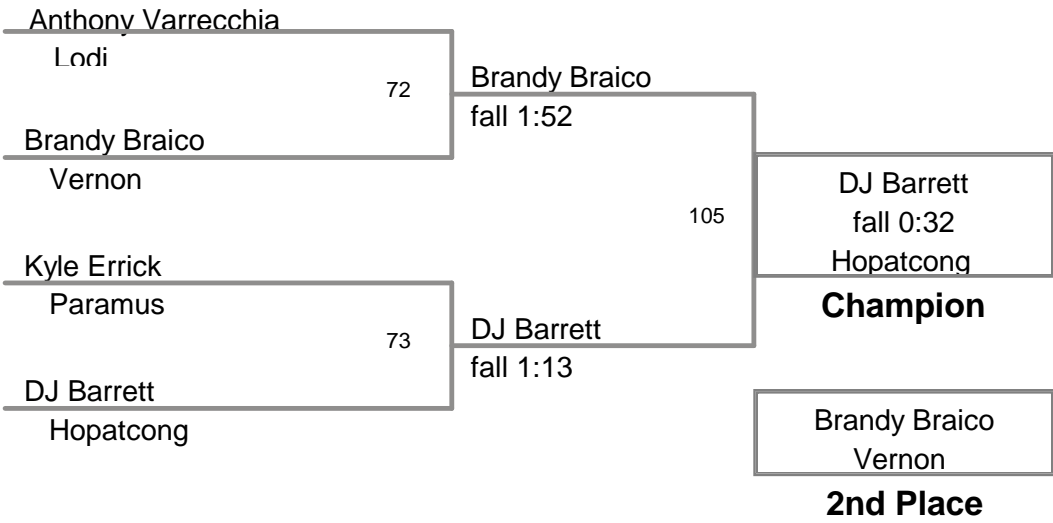 Anthony Varrecchia
Lodi
72
Brandy Braico
fall 1:52
Brandy Braico
Vernon
105
DJ Barrett
fall 0:32
Hopatcong
Champion
Kyle Errick
Paramus
73
DJ Barrett
fall 1:13
DJ Barrett
Hopatcong
Brandy Braico
Vernon
2nd Place